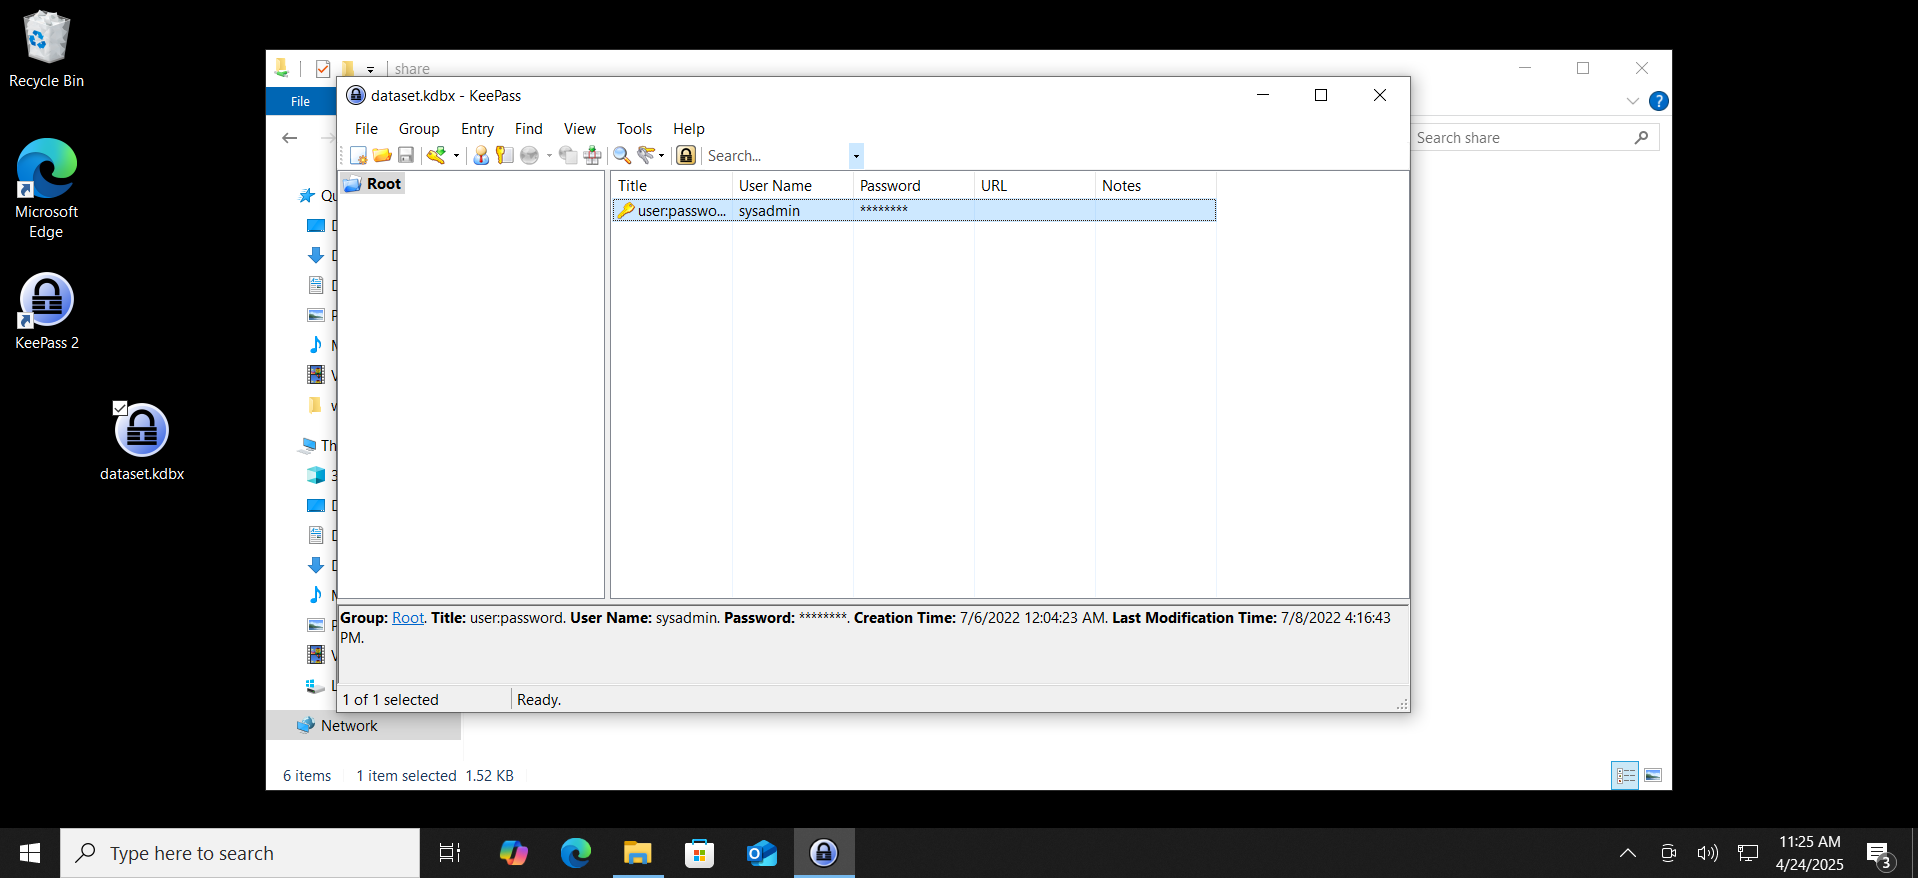 Recycle Bin
Microsoft
Edge
KeePass 2
dataset.kdbx
share
File
?
Search share
dataset.kdbx - KeePass
File Group Entry Find View Tools Help
Search...
Root
Title User Name Password URL Notes
user:passwo... sysadmin ********
Group: Root. Title: user:password. User Name: sysadmin. Password: ********. Creation Time: 7/6/2022 12:04:23 AM. Last Modification Time: 7/8/2022 4:16:43
PM.
1 of 1 selected Ready.
Network
6 items 1 item selected 1.52 KB
Type here to search
11:25 AM
4/24/2025
3